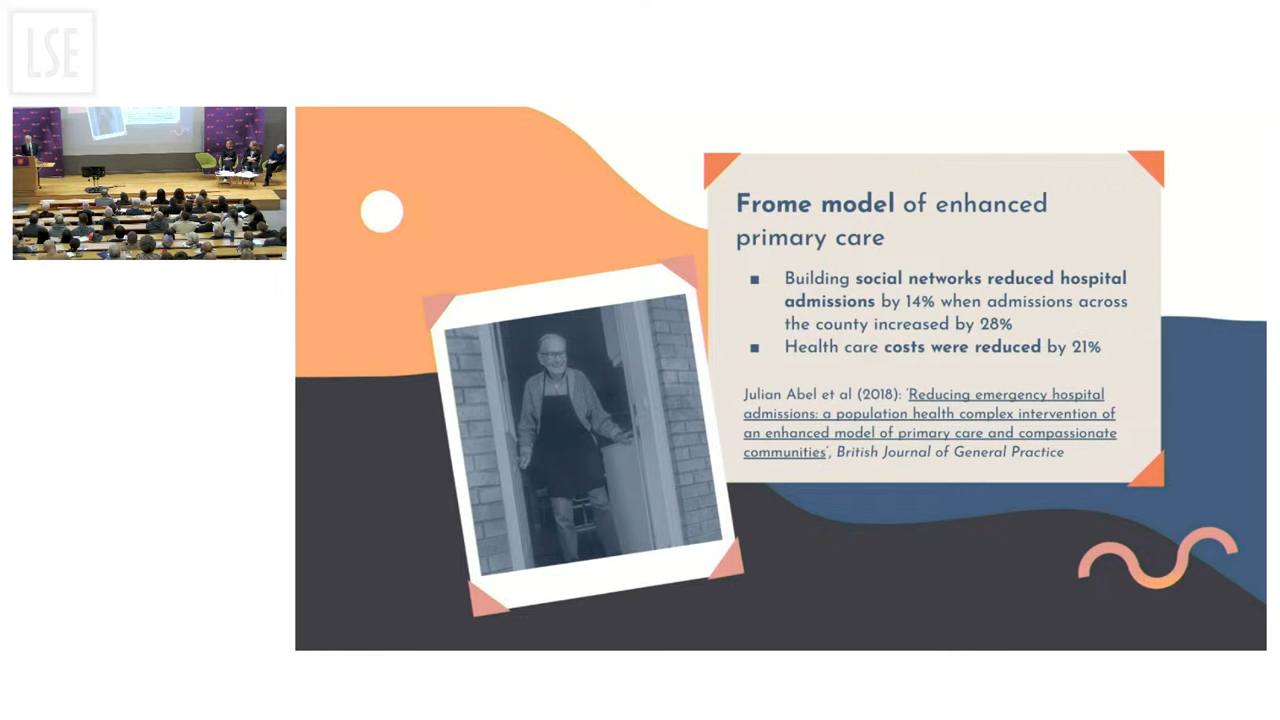 LSE
Frome model of enhanced
primary care
■ Building social networks reduced hospital
admissions by 14% when admissions across
the county increased by 28%
■ Health care costs were reduced by 21%
Julian Abel et al (2018): ‘Reducing emergency hospital
admissions: a population health complex intervention of
an enhanced model of primary care and compassionate
communities’, British Journal of General Practice